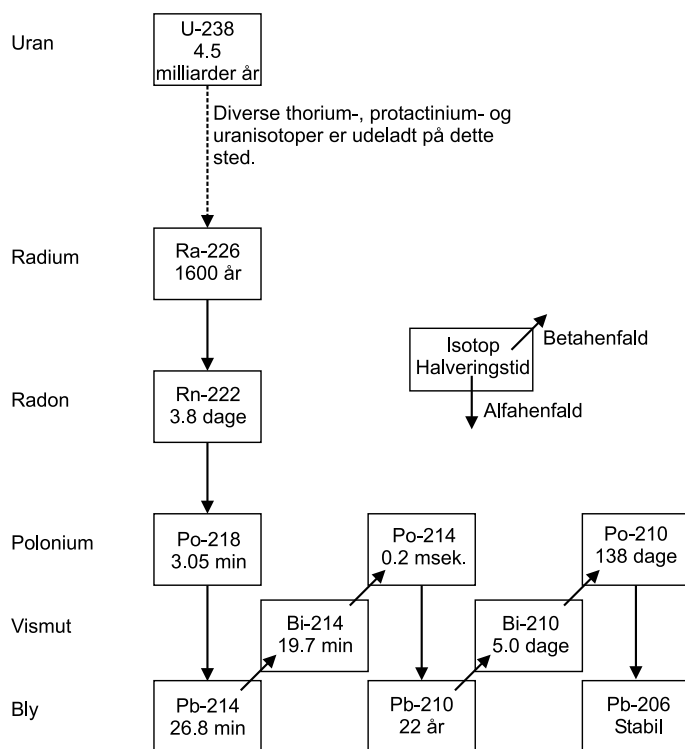 Uran
U-238
4.5
milliarder år
Diverse thorium-, protactinium- og
uranisotoper er udeladt på dette
sted.
Radium
Ra-226
1600 år
Isotop
Halveringstid
Betahenfald
Alfahenfald
Radon
Rn-222
3.8 dage
Polonium
Po-218
3.05 min
Po-214
0.2 msek.
Po-210
138 dage
Vismut
Bi-214
19.7 min
Bi-210
5.0 dage
Bly
Pb-214
26.8 min
Pb-210
22 år
Pb-206
Stabil